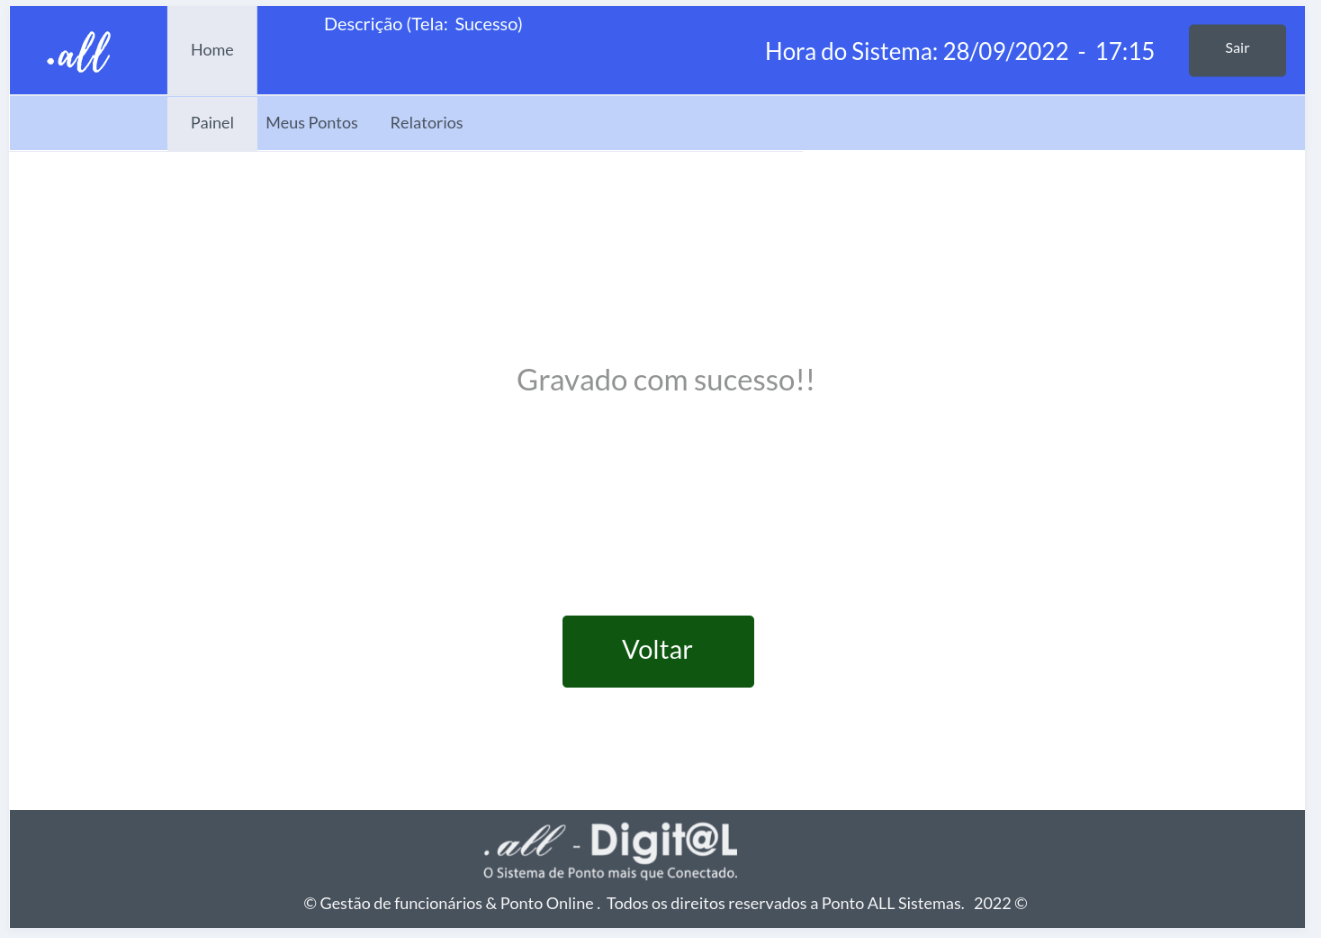 .all
Home
Descrição (Tela:  Sucesso)
Hora do Sistema: 28/09/2022  -  17:15
Sair
Painel
Meus Pontos
Relatorios
Gravado com sucesso!!
Voltar
.all - Digit@L
O Sistema de Ponto mais que Conectado.
© Gestão de funcionários & Ponto Online .  Todos os direitos reservados a Ponto ALL Sistemas.   2022 ©